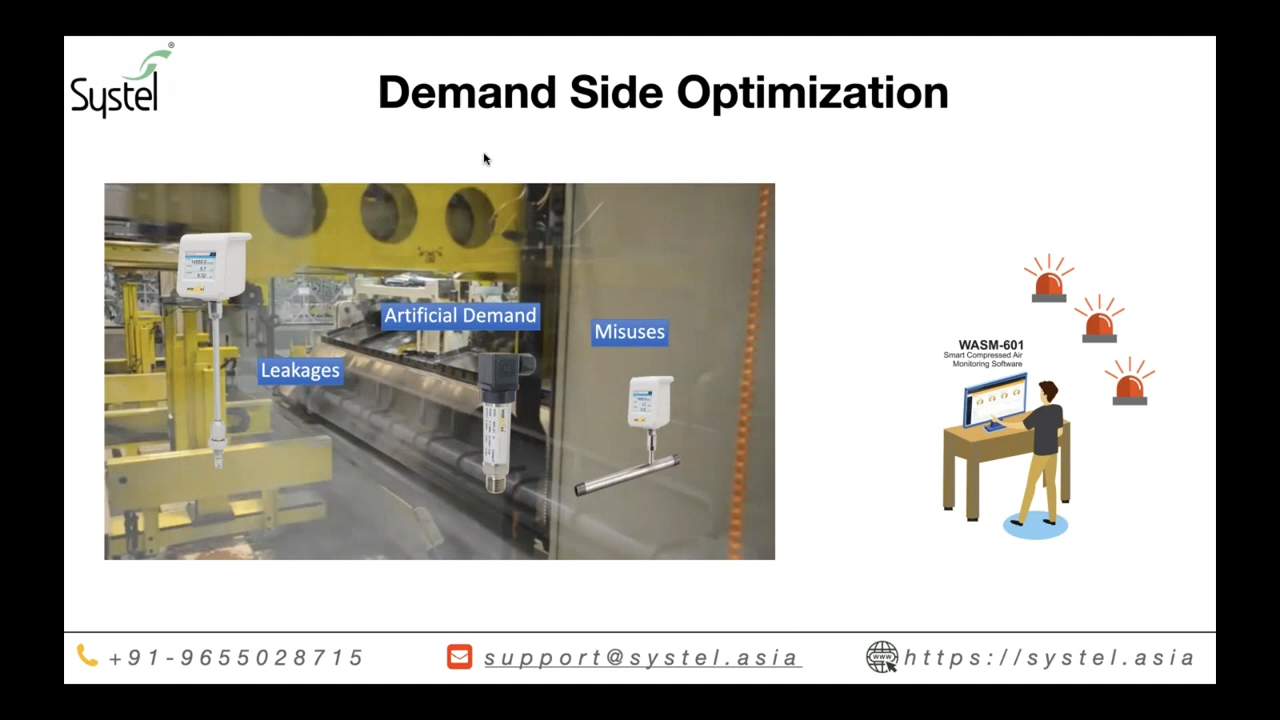 Systel
®
Demand Side Optimization
Leakages
Artificial Demand
Misuses
WASM-601
Smart Compressed Air
Monitoring Software
+91-9655028715
support@systel.asia
www
https://systel.asia